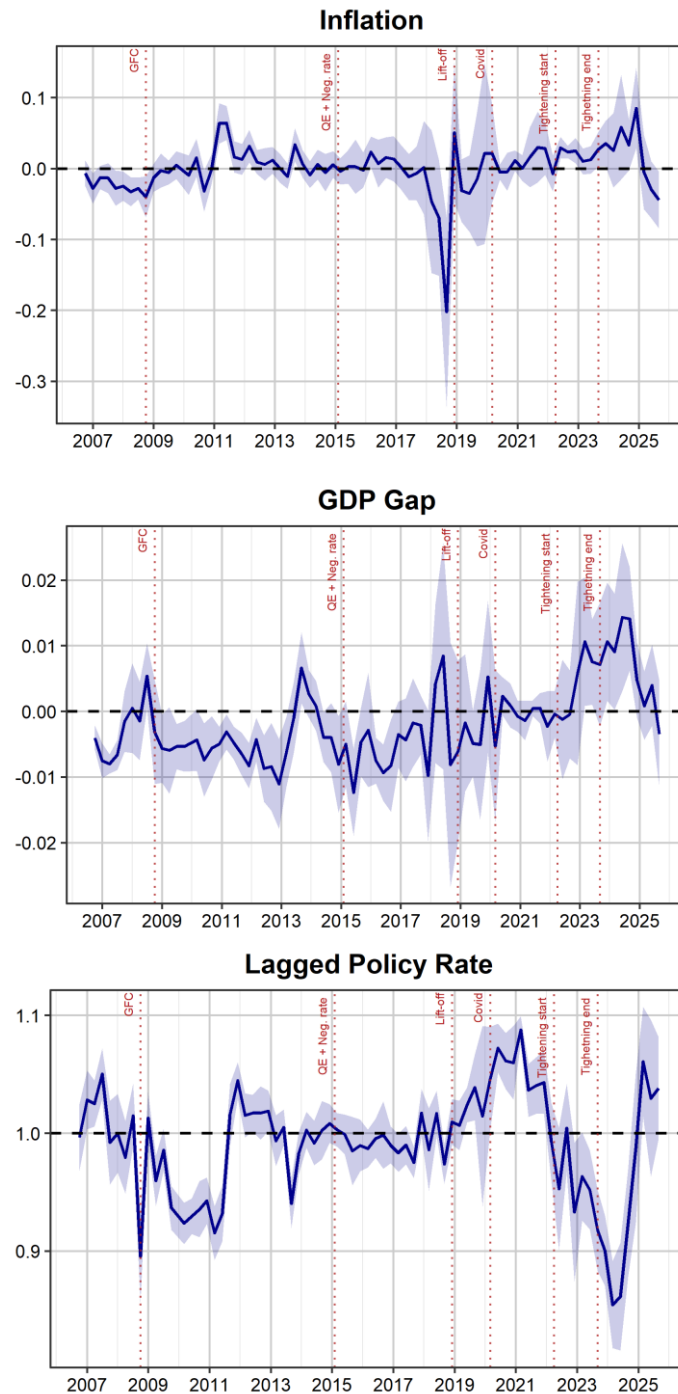 Inflation
GFC
QE + Neg. rate
Lift-off
Covid
Tightening start
Tighetning end
0.1
0.0
-0.1
-0.2
-0.3
2007 2009 2011 2013 2015 2017 2019 2021 2023 2025
GDP Gap
GFC
QE + Neg. rate
Lift-off
Covid
Tightening start
Tighetning end
0.02
0.01
0.00
-0.01
-0.02
2007 2009 2011 2013 2015 2017 2019 2021 2023 2025
Lagged Policy Rate
GFC
QE + Neg. rate
Lift-off
Covid
Tightening start
Tighetning end
1.1
1.0
0.9
2007 2009 2011 2013 2015 2017 2019 2021 2023 2025